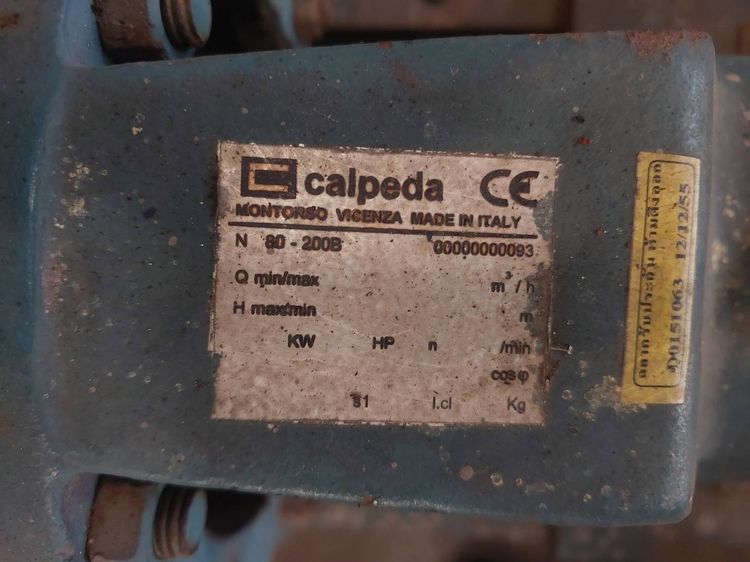 calpeda CE
MONTORSO VICENZA MADE IN ITALY
N 80 - 200B 00000000093
Q min/max m³/h
H max/min m
KW HP n /min
cosφ
s1 I.cl Kg
00151063 12/12/55